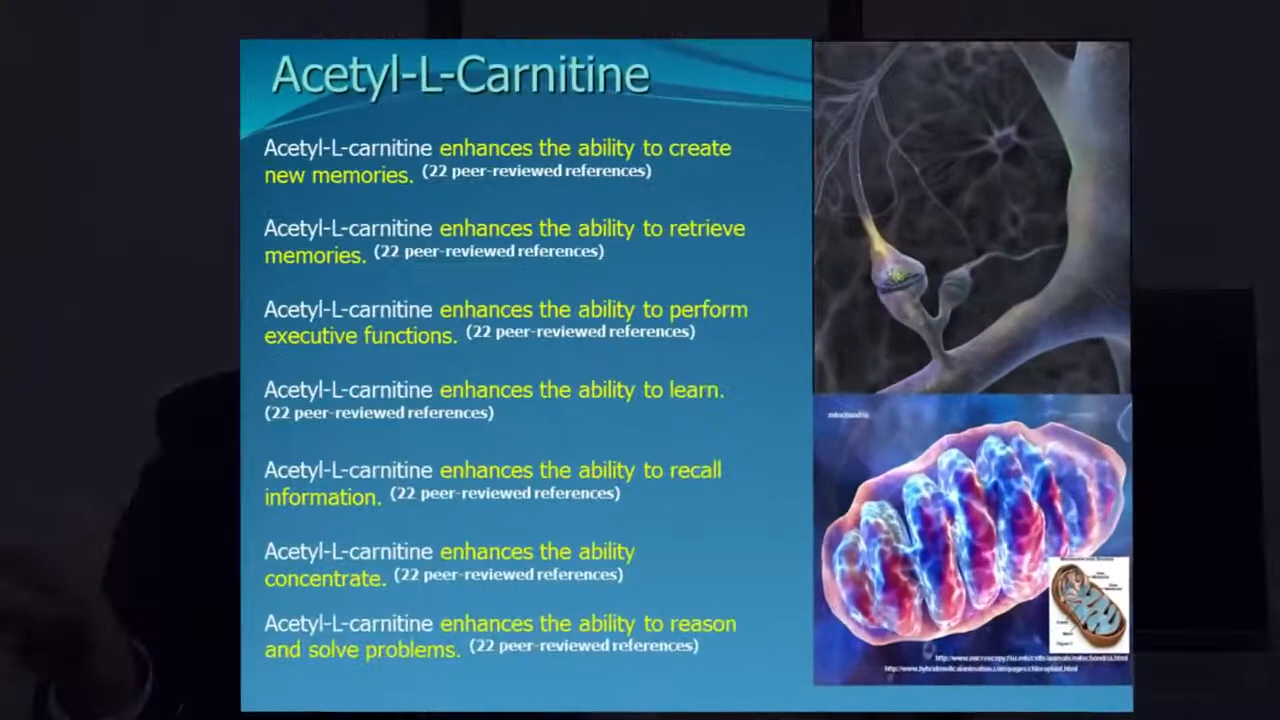 Acetyl-L-Carnitine
Acetyl-L-carnitine enhances the ability to create
new memories. (22 peer-reviewed references)
Acetyl-L-carnitine enhances the ability to retrieve
memories. (22 peer-reviewed references)
Acetyl-L-carnitine enhances the ability to perform
executive functions. (22 peer-reviewed references)
Acetyl-L-carnitine enhances the ability to learn.
(22 peer-reviewed references)
Acetyl-L-carnitine enhances the ability to recall
information. (22 peer-reviewed references)
Acetyl-L-carnitine enhances the ability
concentrate. (22 peer-reviewed references)
Acetyl-L-carnitine enhances the ability to reason
and solve problems. (22 peer-reviewed references)
mitochondria